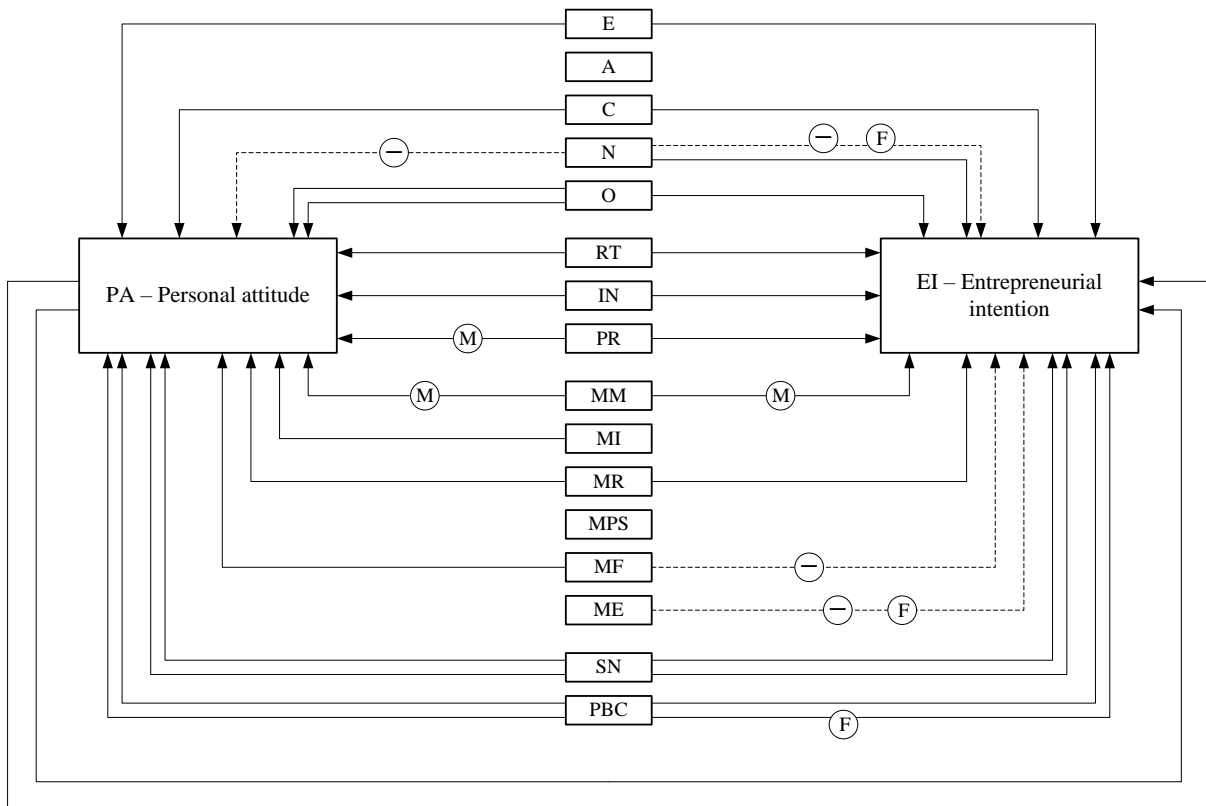 E
A
C
N
− − F
O
RT
PA – Personal attitude
IN
EI – Entrepreneurial
intention
M PR
M MM M
MI
MR
MPS
MF −
ME − F
SN
PBC F